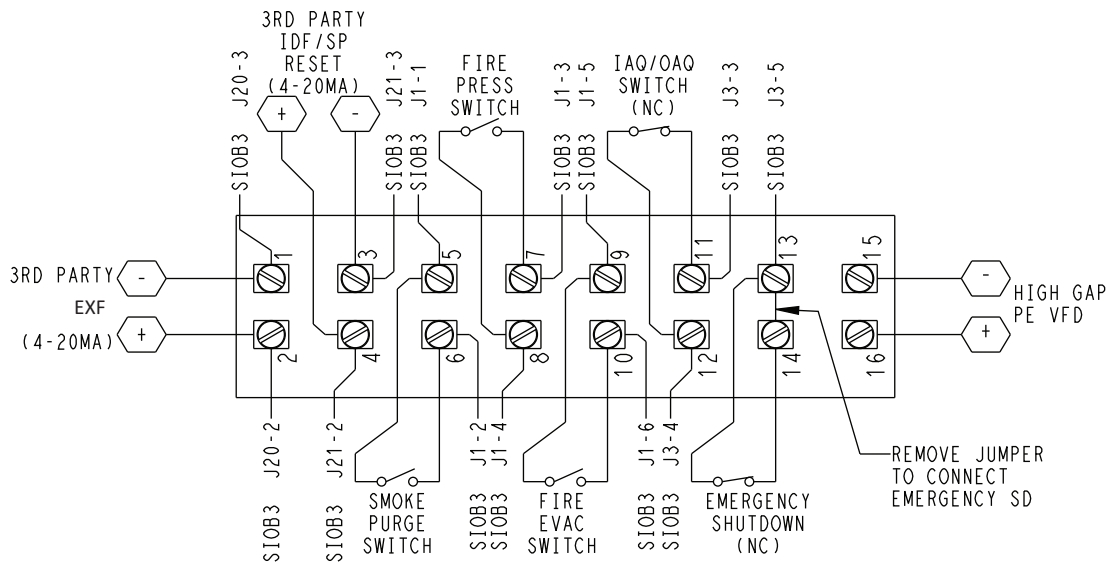 3RD PARTY
IDF/SP
RESET
(4-20MA)
+
-
SIOB3 J20-3
SIOB3 J21-3
SIOB3 J1-1
FIRE
PRESS
SWITCH
SIOB3 J1-3
SIOB3 J1-5
IAQ/OAQ
SWITCH
(NC)
SIOB3 J3-3
SIOB3 J3-5
3RD PARTY
EXF
(4-20MA)
-
+
1
3
5
7
9
11
13
15
2
4
6
8
10
12
14
16
-
+
HIGH GAP
PE VFD
SIOB3 J20-2
SIOB3 J21-2
SMOKE
PURGE
SWITCH
SIOB3 J1-2
SIOB3 J1-4
FIRE
EVAC
SWITCH
SIOB3 J1-6
SIOB3 J3-4
EMERGENCY
SHUTDOWN
(NC)
REMOVE JUMPER
TO CONNECT
EMERGENCY SD